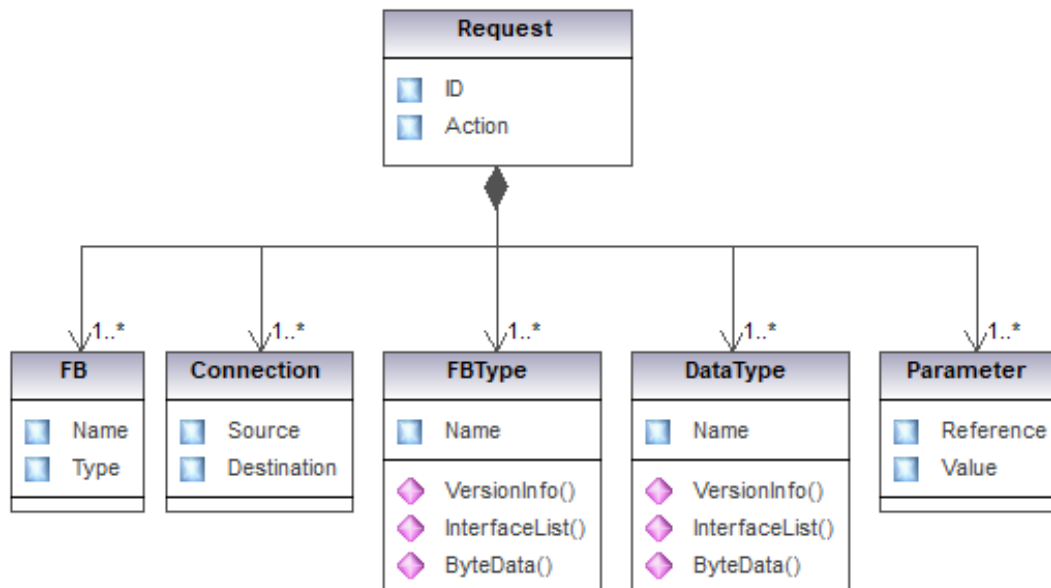 Request
ID
Action
1..*
1..*
1..*
1..*
1..*
FB
Name
Type
Connection
Source
Destination
FBType
Name
VersionInfo()
InterfaceList()
ByteData()
DataType
Name
VersionInfo()
InterfaceList()
ByteData()
Parameter
Reference
Value